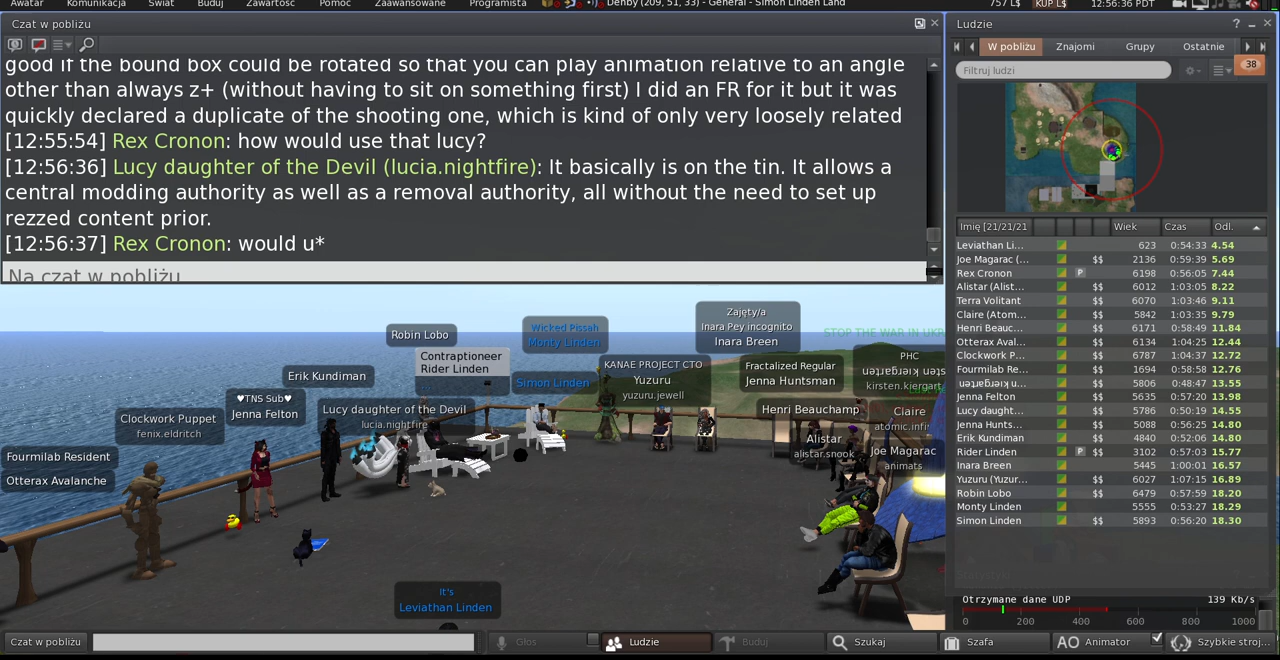 Avatar Komunikacja Świat Buduj Zawartość Pomoc Zaawansowane Programista Denby (209, 51, 33) - General - Simon Linden Land 757 L$ KUP L$ 12:56:36 PDT
Czat w pobliżu
good if the bound box could be rotated so that you can play animation relative to an angle
other than always z+ (without having to sit on something first) I did an FR for it but it was
quickly declared a duplicate of the shooting one, which is kind of only very loosely related
[12:55:54] Rex Cronon: how would use that lucy?
[12:56:36] Lucy daughter of the Devil (lucia.nightfire): It basically is on the tin. It allows a
central modding authority as well as a removal authority, all without the need to set up
rezzed content prior.
[12:56:37] Rex Cronon: would u*
Na czat w pobliżu
Robin Lobo
Wicked Pissah
Monty Linden
Zajęty/a
Inara Pey incognito
Inara Breen
STOP THE WAR IN UKR
Contraptioneer
Rider Linden
...
Simon Linden
KANAE PROJECT CTO
Yuzuru
yuzuru.jewell
Fractalized Regular
Jenna Huntsman
PHC
kirsten.kjergart
Erik Kundiman
♥TNS Sub♥
Jenna Felton
Clockwork Puppet
fenix.eldritch
Lucy daughter of the Devil
lucia.nightfire
Henri Beauchamp
Claire
atomic.infi
Alistar
alistar.snook
Joe Magarac
animats
Fourmilab Resident
Otterax Avalanche
It's
Leviathan Linden
Ludzie
? _ ×
W pobliżu Znajomi Grupy Ostatnie
Filtruj ludzi
38
Imię [21/21/21 Wiek Czas Odl.
Leviathan Li... 623 0:54:33 4.54
Joe Magarac (... $$ 2136 0:59:39 5.69
Rex Cronon P 6198 0:56:05 7.44
Alistar (Alist... $$ 6012 1:03:05 8.22
Terra Volitant $$ 6070 1:03:46 9.11
Claire (Atom... $$ 5842 1:03:35 9.79
Henri Beauc... $$ 6171 0:58:49 11.84
Otterax Aval... $$ 6134 1:04:25 12.44
Clockwork P... $$ 6787 1:04:37 12.72
Fourmilab Re... $$ 1694 0:58:58 12.76
$$ 5806 0:48:47 13.55
Jenna Felton $$ 5635 0:57:20 13.98
Lucy daught... $$ 5786 0:50:19 14.55
Jenna Hunts... $$ 5088 0:56:25 14.80
Erik Kundiman $$ 4840 0:52:06 14.80
Rider Linden P $$ 3102 0:57:03 15.77
Inara Breen 5445 1:00:01 16.57
Yuzuru (Yuzur... $$ 6027 1:07:15 16.89
Robin Lobo $$ 6479 0:57:59 18.20
Monty Linden 5555 0:53:27 18.29
Simon Linden $$ 5893 0:56:20 18.30
Otrzymane dane UDP 139 Kb/s
0 200 400 600 800 1000
Czat w pobliżu Głos Ludzie Buduj Szukaj Szafa AO Animator Szybkie stroj...